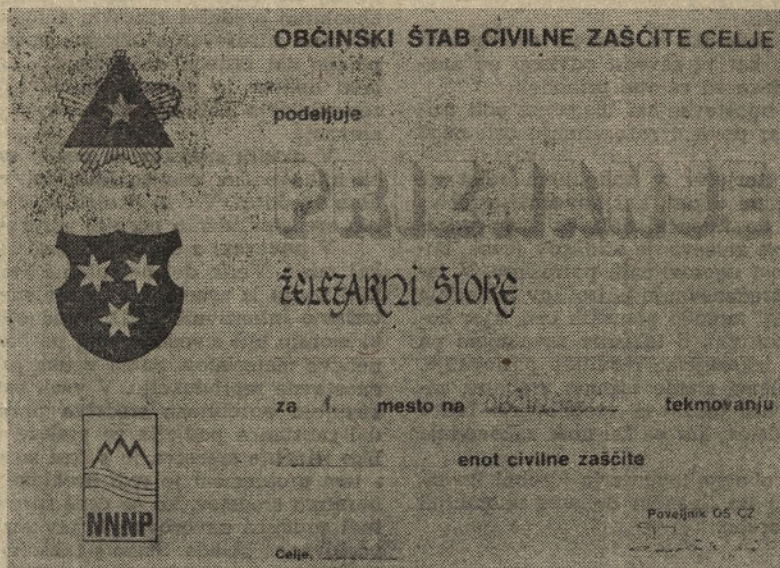 OBČINSKI ŠTAB CIVILNE ZAŠČITE CELJE
podeljuje
PRIZNANJE
ŽELEZARNI ŠTORE
za 1. mesto na tekmovanju
enot civilne zaščite
NNNP
Poveljnik OŠ CZ
Celje,